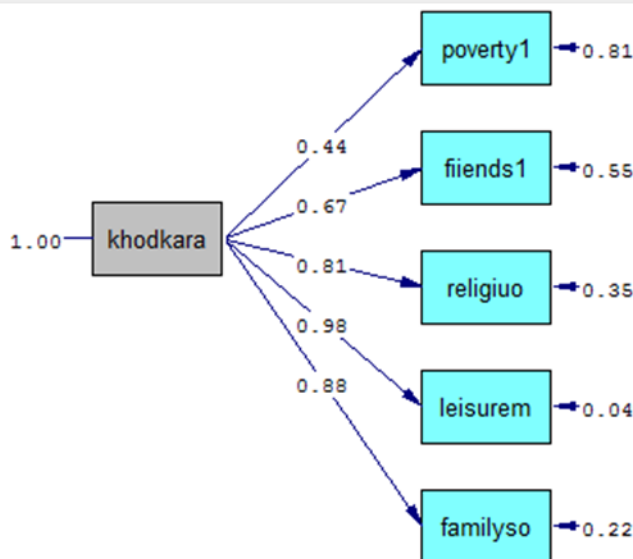 poverty1
0.81
0.44
fiiends1
0.55
0.67
1.00
khodkara
0.81
religiuo
0.35
0.98
leisurem
0.04
0.88
familyso
0.22